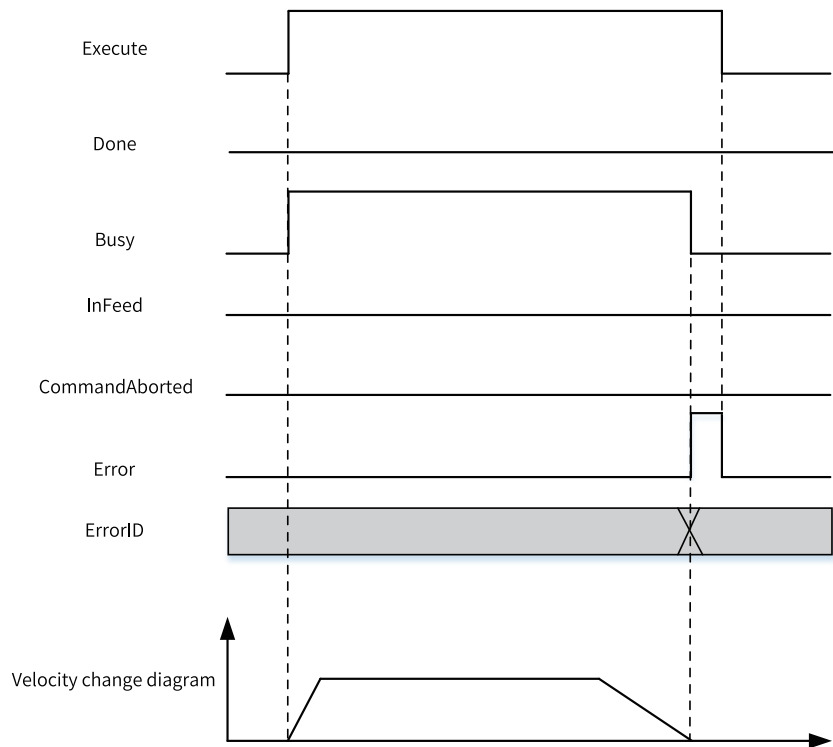 Execute
Done
Busy
InFeed
CommandAborted
Error
ErrorID
Velocity change diagram